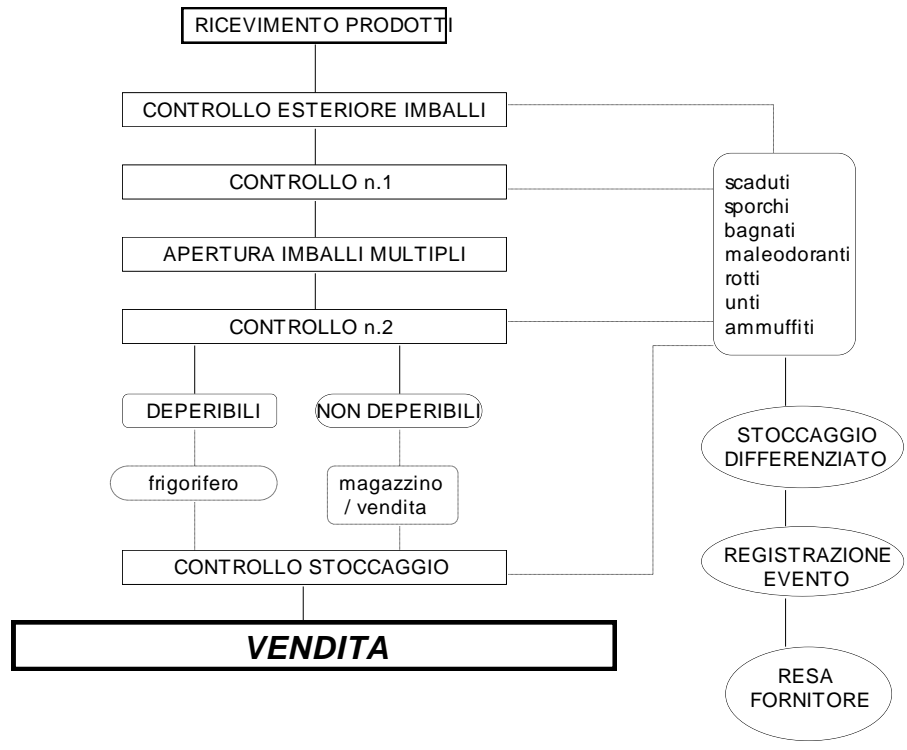 RICEVIMENTO PRODOTTI
CONTROLLO ESTERIORE IMBALLI
CONTROLLO n.1
APERTURA IMBALLI MULTIPLI
CONTROLLO n.2
DEPERIBILI
NON DEPERIBILI
frigorifero
magazzino
/ vendita
CONTROLLO STOCCAGGIO
VENDITA
scaduti
sporchi
bagnati
maleodoranti
rotti
unti
ammuffiti
STOCCAGGIO
DIFFERENZIATO
REGISTRAZIONE
EVENTO
RESA
FORNITORE